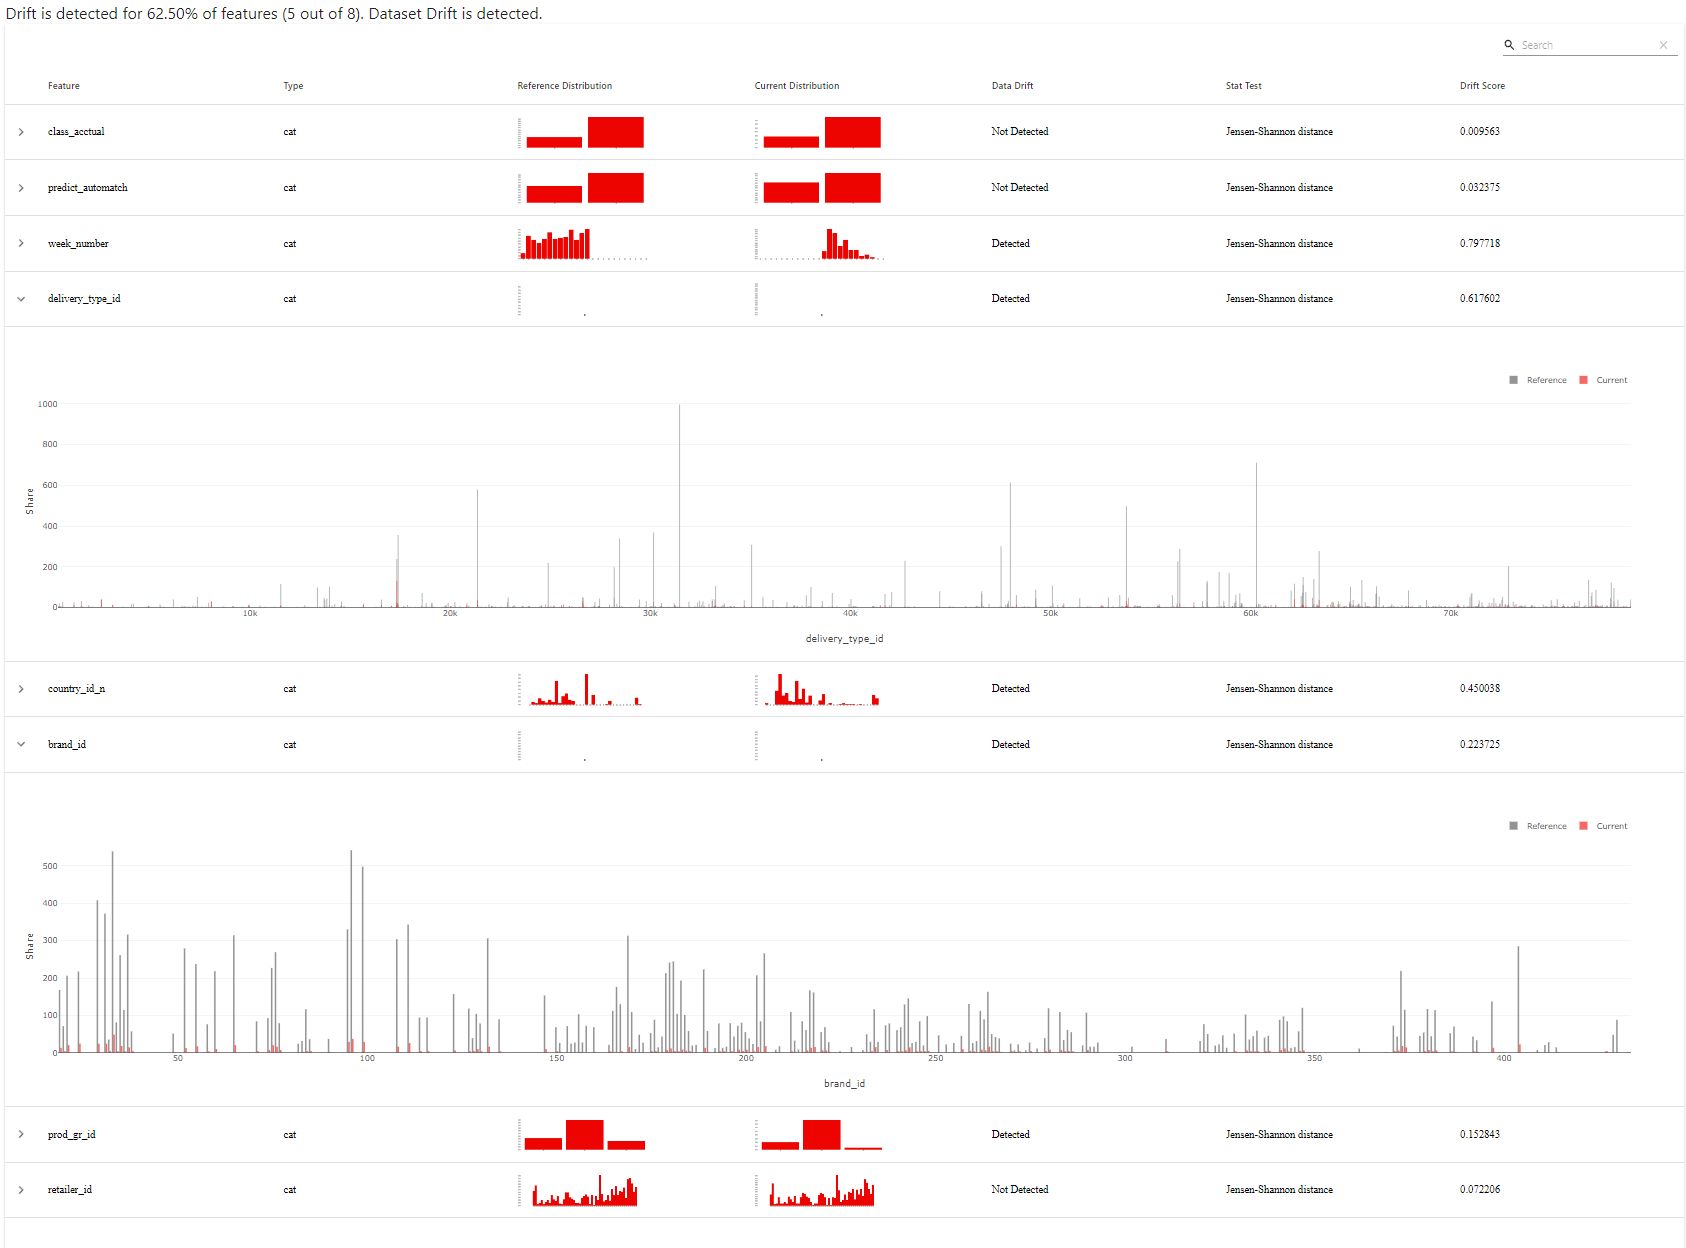 Drift is detected for 62.50% of features (5 out of 8). Dataset Drift is detected.
Search
Feature Type Reference Distribution Current Distribution Data Drift Stat Test Drift Score
class_acctual cat Not Detected Jensen-Shannon distance 0.009563
predict_automatch cat Not Detected Jensen-Shannon distance 0.032375
week_number cat Detected Jensen-Shannon distance 0.797718
delivery_type_id cat Detected Jensen-Shannon distance 0.617602
Reference Current
1000
800
600
400
200
0
Share
10k 20k 30k 40k 50k 60k 70k
delivery_type_id
country_id_n cat Detected Jensen-Shannon distance 0.450038
brand_id cat Detected Jensen-Shannon distance 0.223725
Reference Current
500
400
300
200
100
0
Share
50 100 150 200 250 300 350 400
brand_id
prod_gr_id cat Detected Jensen-Shannon distance 0.152843
retailer_id cat Not Detected Jensen-Shannon distance 0.072206